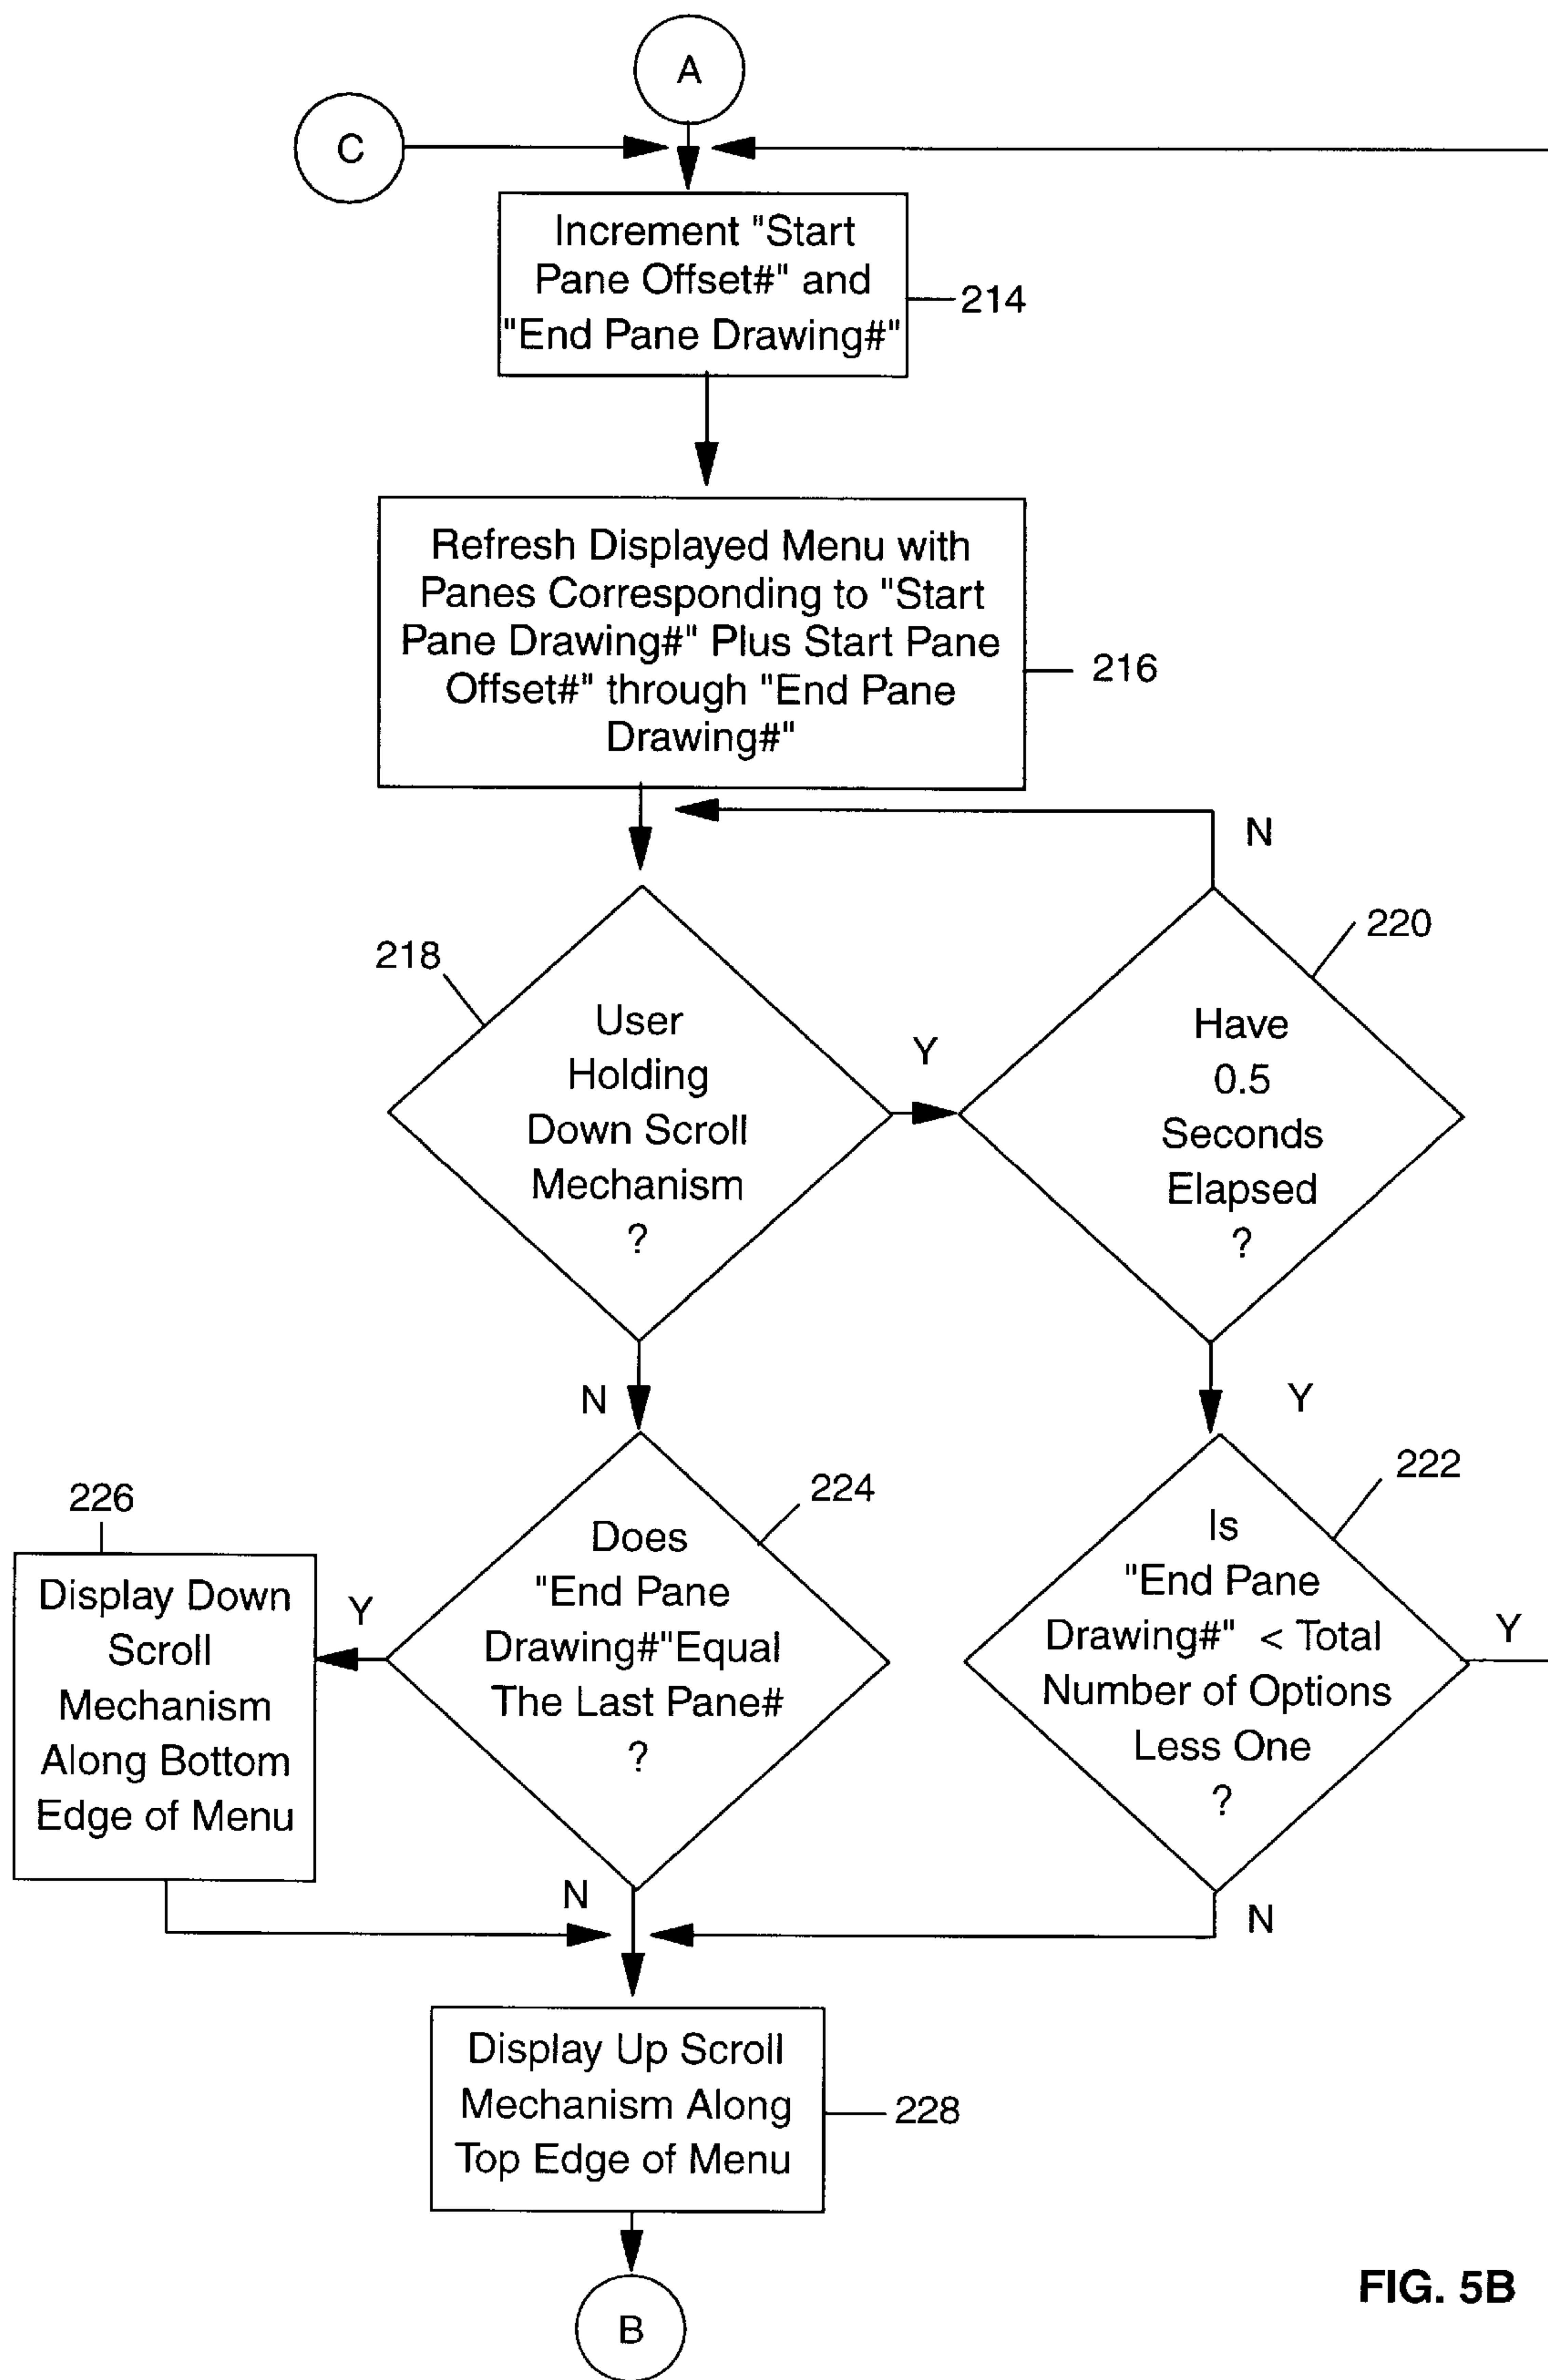 A
C
Increment "Start
Pane Offset#" and
"End Pane Drawing#"
214
Refresh Displayed Menu with
Panes Corresponding to "Start
Pane Drawing#" Plus Start Pane
Offset#" through "End Pane
Drawing#"
216
N
218
220
User
Holding
Down Scroll
Mechanism
?
Y
Have
0.5
Seconds
Elapsed
?
N
Y
226
224
222
Display Down
Scroll
Mechanism
Along Bottom
Edge of Menu
Y
Does
"End Pane
Drawing#"Equal
The Last Pane#
?
Is
"End Pane
Drawing#" < Total
Number of Options
Less One
?
Y
N
N
Display Up Scroll
Mechanism Along
Top Edge of Menu
228
B
FIG. 5B